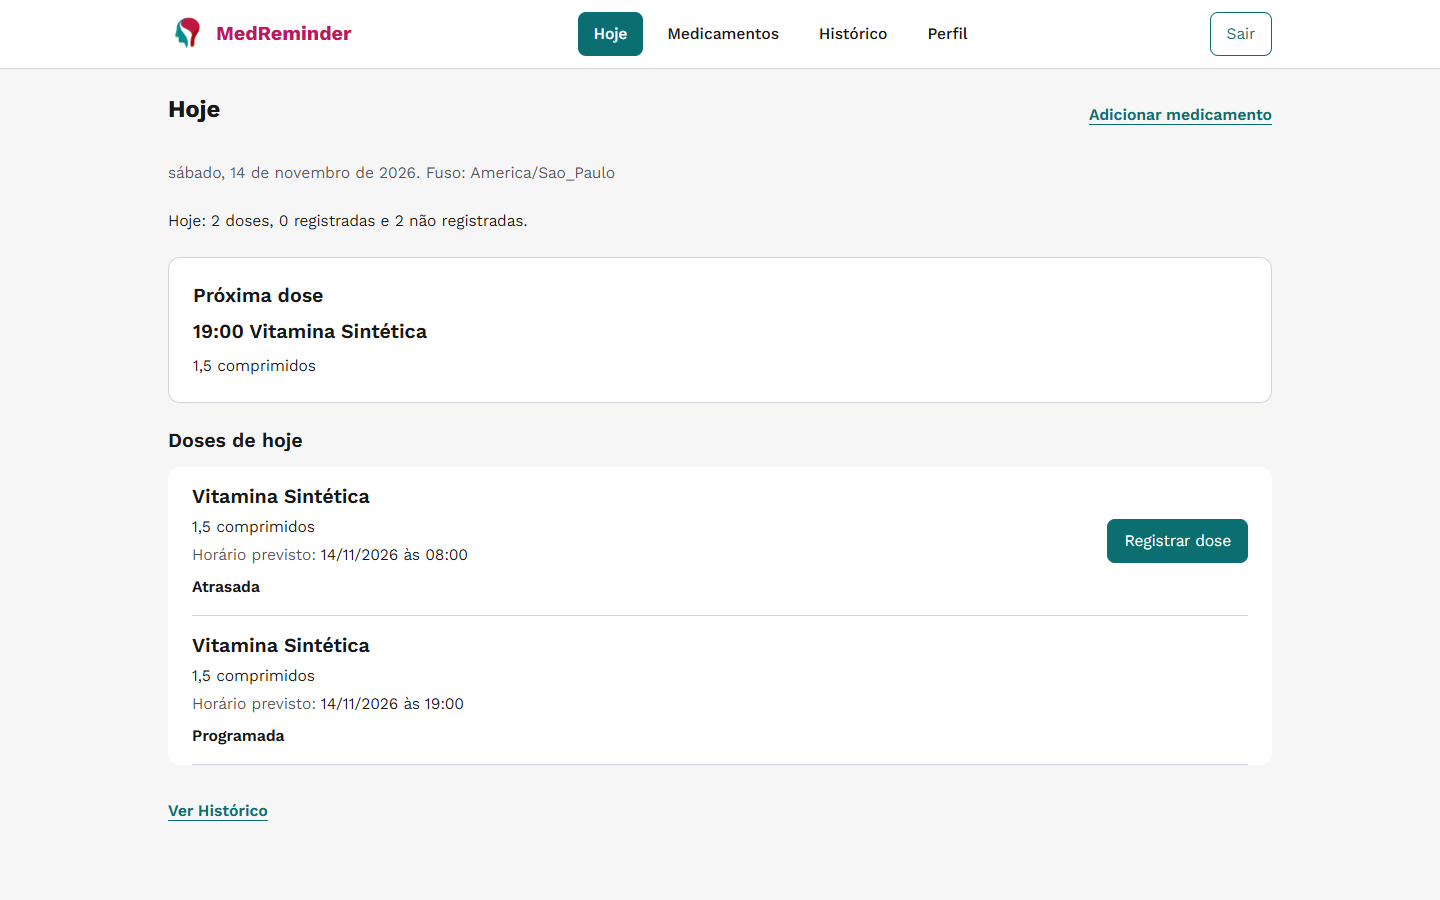 MedReminder
Hoje
Medicamentos
Histórico
Perfil
Sair
Hoje
Adicionar medicamento
sábado, 14 de novembro de 2026. Fuso: America/Sao_Paulo
Hoje: 2 doses, 0 registradas e 2 não registradas.
Próxima dose
19:00 Vitamina Sintética
1,5 comprimidos
Doses de hoje
Vitamina Sintética
1,5 comprimidos
Horário previsto: 14/11/2026 às 08:00
Atrasada
Registrar dose
Vitamina Sintética
1,5 comprimidos
Horário previsto: 14/11/2026 às 19:00
Programada
Ver Histórico